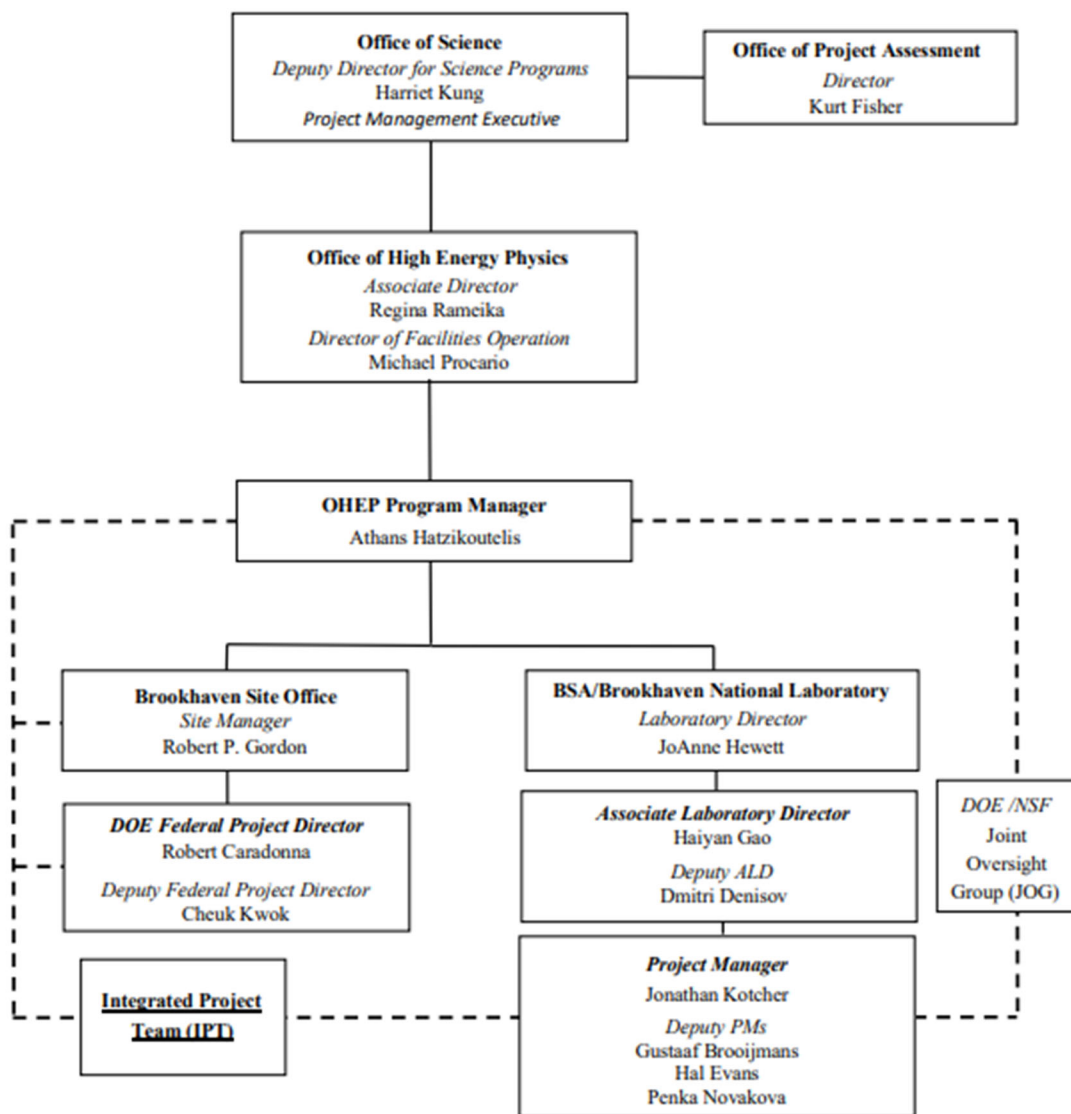 Office of Science
Deputy Director for Science Programs
Harriet Kung
Project Management Executive
Office of Project Assessment
Director
Kurt Fisher
Office of High Energy Physics
Associate Director
Regina Rameika
Director of Facilities Operation
Michael Procario
OHEP Program Manager
Athans Hatzikoutelis
Brookhaven Site Office
Site Manager
Robert P. Gordon
BSA/Brookhaven National Laboratory
Laboratory Director
JoAnne Hewett
DOE Federal Project Director
Robert Caradonna
Deputy Federal Project Director
Cheuk Kwok
Associate Laboratory Director
Haiyan Gao
Deputy ALD
Dmitri Denisov
DOE /NSF
Joint
Oversight
Group (JOG)
Integrated Project
Team (IPT)
Project Manager
Jonathan Kotcher
Deputy PMs
Gustaaf Brooijmans
Hal Evans
Penka Novakova